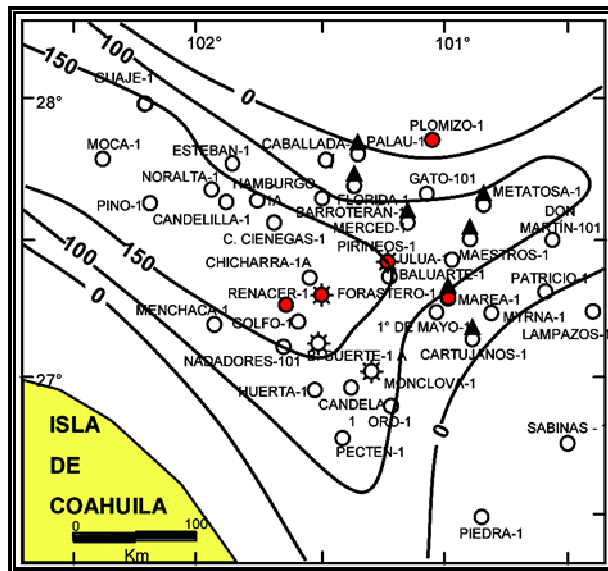 102
101
100
150
0
GUAJE-1
28°
PLOMIZO-1
MOCA-1
ESTEBAN-1
CABALLADA-
PALAU-1
NORALTA-1
HAMBURGO
1A
FLORIDA-1
GATO-101
METATOSA-1
PINO-1
CANDELILLA-1
BARROTERÁN-
MERCED-1
DON
MARTÍN-101
C. CIENEGAS-1
PIRINEOS-1
ULUA-1
MAESTROS-1
CHICHARRA-1A
BALUARTE-1
PATRICIO-1
150
100
0
RENACER-1
FORASTERO-1
MAREA-1
MENCHACA-1
GOLFO-1
1° DE MAYO-1
MYRNA-1
LAMPAZOS-1
NADADORES-101
BUERTE-1 A
CARTUJANOS-1
27°
HUERTA-1
MONCLOVA-1
CANDELA
1
ORO-1
0
PECTEN-1
SABINAS - 1
ISLA
DE
COAHUILA
0
100
Km
PIEDRA-1